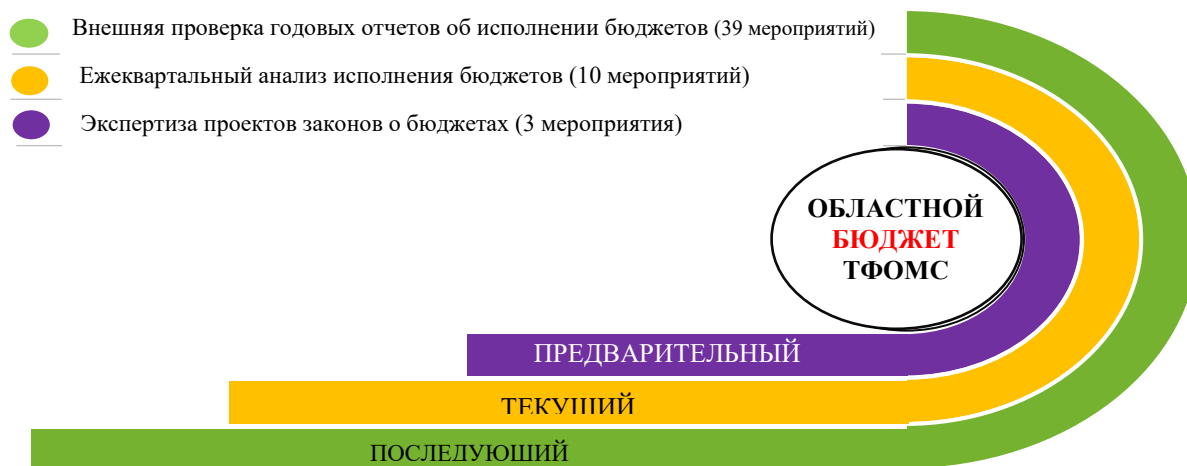 Внешняя проверка годовых отчетов об исполнении бюджетов (39 мероприятий)
Ежеквартальный анализ исполнения бюджетов (10 мероприятий)
Экспертиза проектов законов о бюджетах (3 мероприятия)
ОБЛАСТНОЙ
БЮДЖЕТ
ТФОМС
ПРЕДВАРИТЕЛЬНЫЙ
ТЕКУЩИЙ
ПОСЛЕДУЮЩИЙ